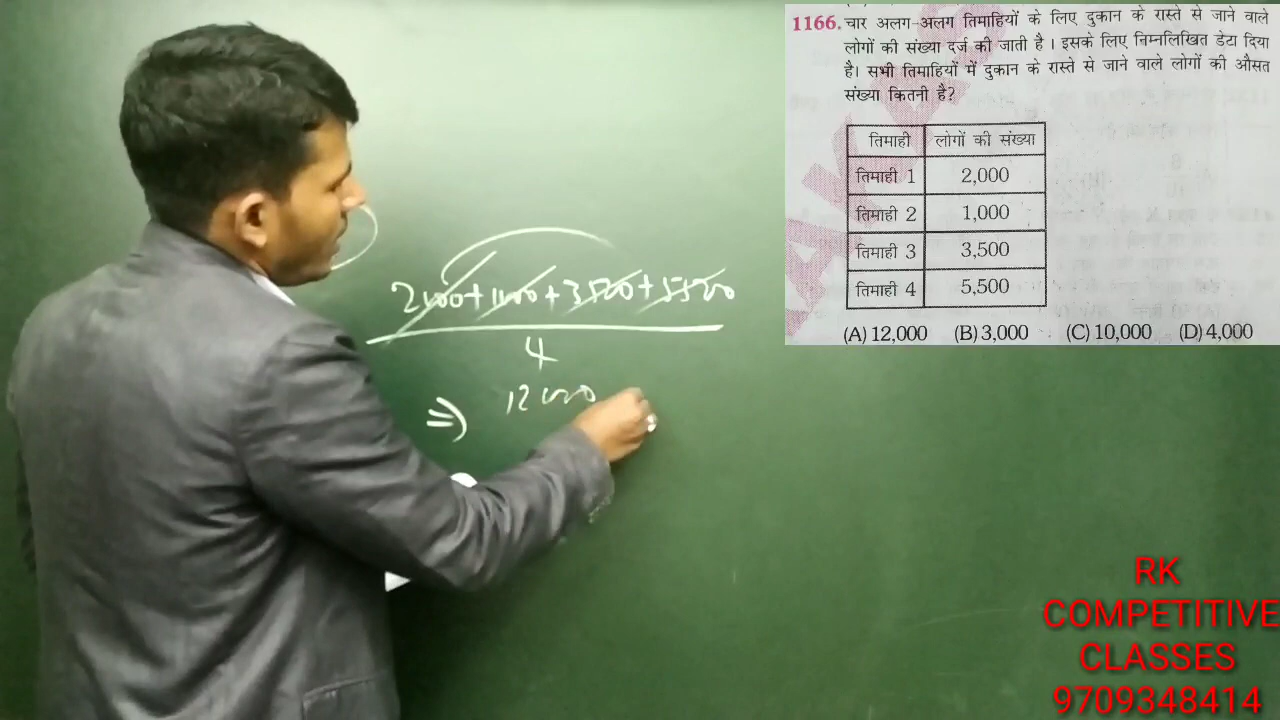 1166. चार अलग-अलग तिमाहियों के लिए दुकान के रास्ते से जाने वाले
लोगों की संख्या दर्ज की जाती है। इसके लिए निम्नलिखित डेटा दिया
है। सभी तिमाहियों में दुकान के रास्ते से जाने वाले लोगों की औसत
संख्या कितनी है?
तिमाही लोगों की संख्या
तिमाही 1 2,000
तिमाही 2 1,000
तिमाही 3 3,500
तिमाही 4 5,500
(A) 12,000 (B) 3,000 (C) 10,000 (D) 4,000
2000+1000+3500+5500
4
⇒ 12000
RK
COMPETITIVE
CLASSES
9709348414